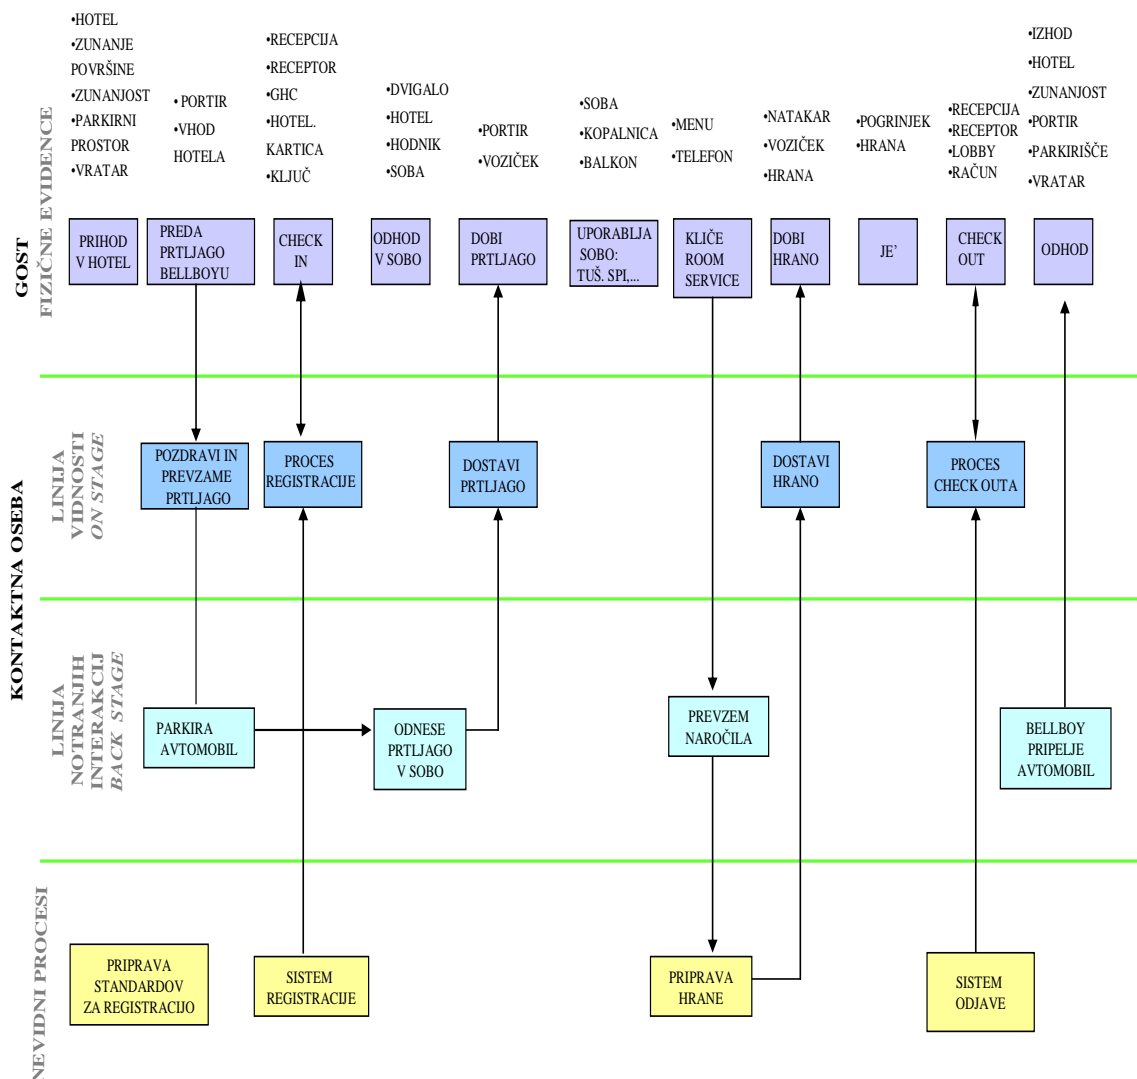 •HOTEL
•ZUNANJE
POVRŠINE
•ZUNANJOST
•PARKIRNI
PROSTOR
•VRATAR
• PORTIR
•VHOD
HOTELA
•RECEPCIJA
•RECEPTOR
•GHC
•HOTEL.
KARTICA
•KLJUČ
•DVIGALO
•HOTEL
•HODNIK
•SOBA
•PORTIR
•VOZIČEK
•SOBA
•KOPALNICA
•BALKON
•MENU
•TELEFON
•NATAKAR
•VOZIČEK
•HRANA
•POGRINJEK
•HRANA
•RECEPCIJA
•RECEPTOR
•LOBBY
•RAČUN
•IZHOD
•HOTEL
•ZUNANJOST
•PORTIR
•PARKIRIŠČE
•VRATAR
GOST
FIZIČNE EVIDENCE
PRIHOD
V HOTEL
PREDA
PRTLJAGO
BELLBOYU
CHECK
IN
ODHOD
V SOBO
DOBI
PRTLJAGO
UPORABLJA
SOBO:
TUŠ. SPI,...
KLIČE
ROOM
SERVICE
DOBI
HRANO
JE’
CHECK
OUT
ODHOD
KONTAKTNA OSEBA
LINIJA
VIDNOSTI
ON STAGE
POZDRAVI IN
PREVZAME
PRTLJAGO
PROCES
REGISTRACIJE
DOSTAVI
PRTLJAGO
DOSTAVI
HRANO
PROCES
CHECK OUTA
LINIJA
NOTRANJIH
INTERAKCIJ
BACK STAGE
PARKIRA
AVTOMOBIL
ODNESE
PRTLJAGO
V SOBO
PREVZEM
NAROČILA
BELLBOY
PRIPELJE
AVTOMOBIL
NEVIDNI PROCESI
PRIPRAVA
STANDARDOV
ZA REGISTRACIJO
SISTEM
REGISTRACIJE
PRIPRAVA
HRANE
SISTEM
ODJAVE